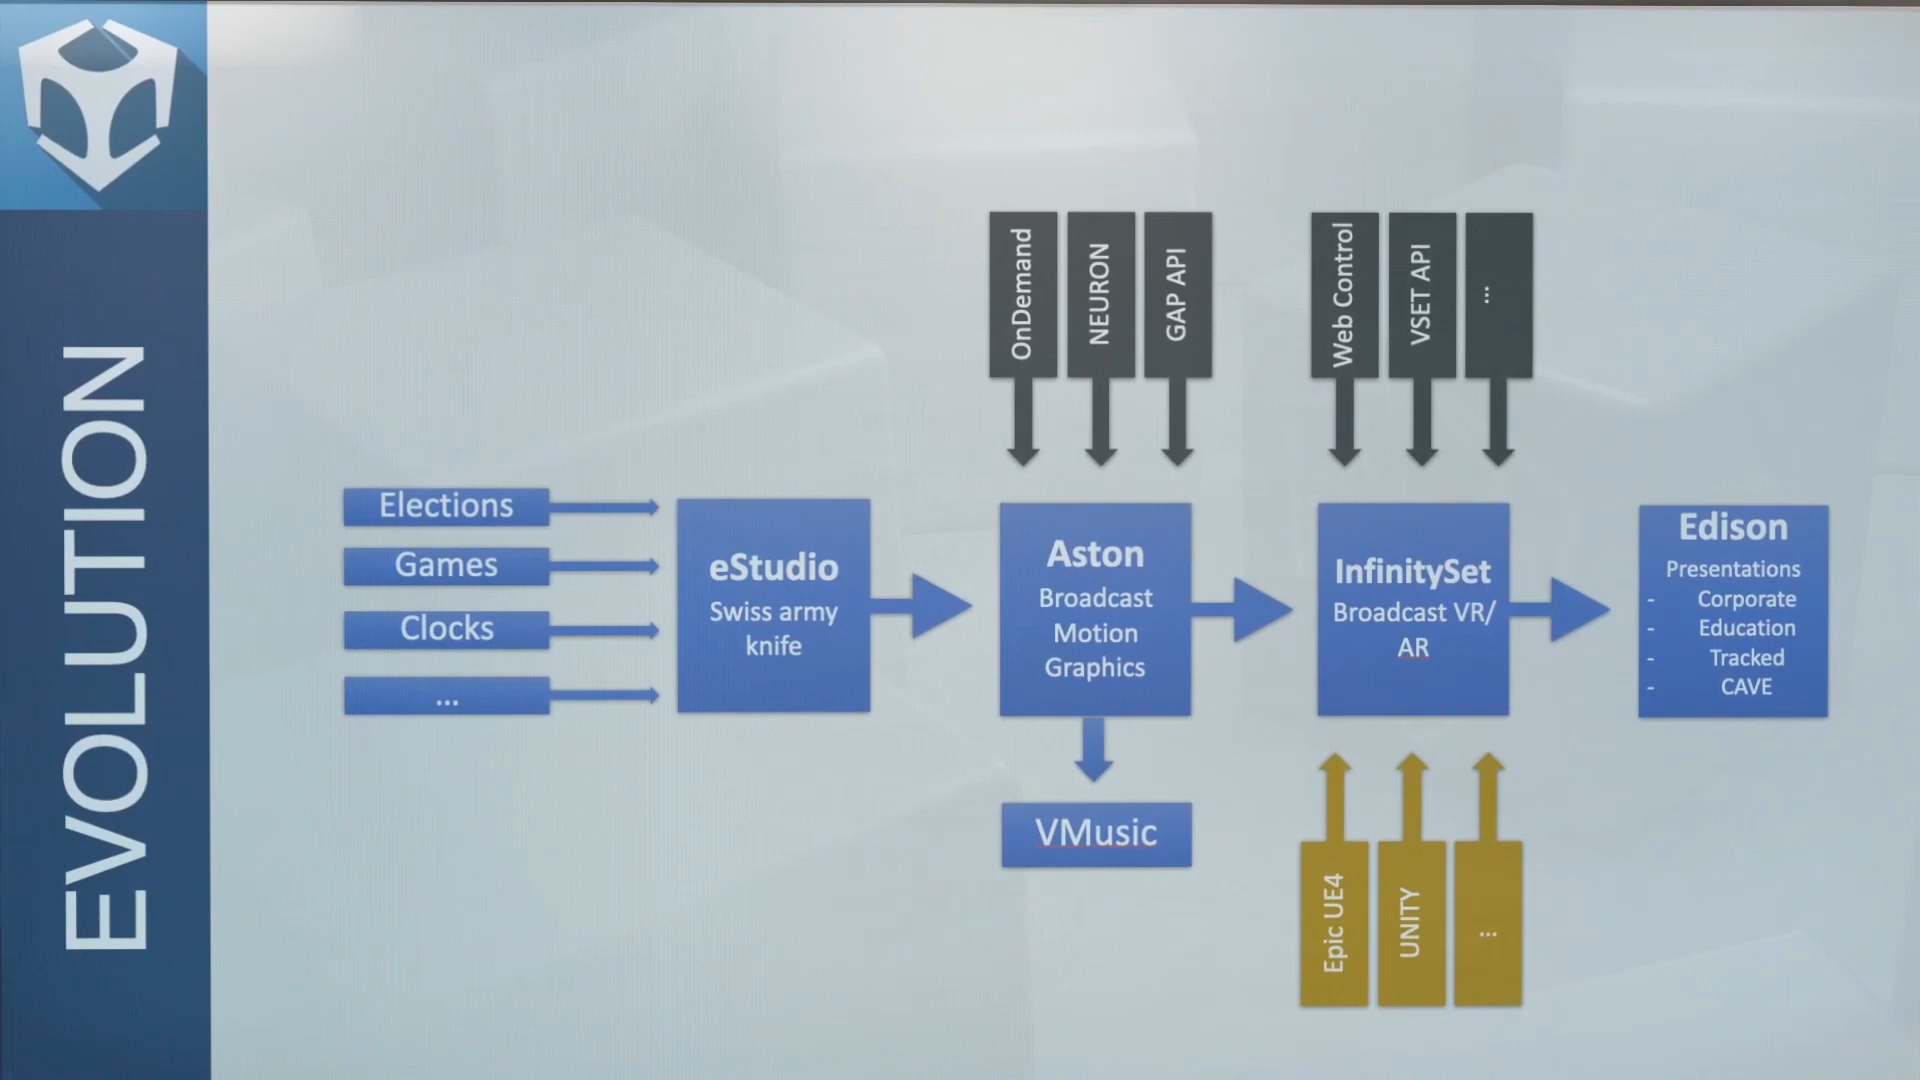 EVOLUTION
Elections
Games
Clocks
...
eStudio
Swiss army
knife
OnDemand
NEURON
GAP API
Aston
Broadcast
Motion
Graphics
VMusic
Web Control
VSET API
...
InfinitySet
Broadcast VR/
AR
Epic UE4
UNITY
...
Edison
Presentations
- Corporate
- Education
- Tracked
- CAVE